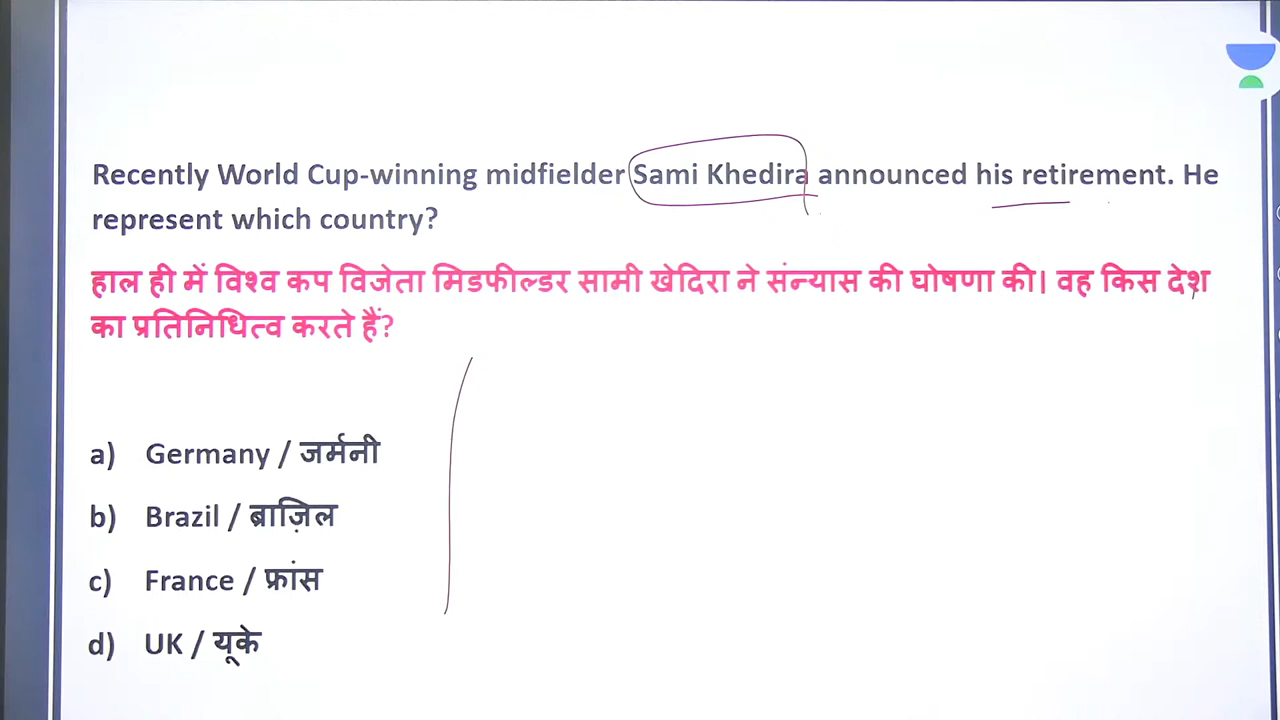 Recently World Cup-winning midfielder Sami Khedira announced his retirement. He
represent which country?
हाल ही में विश्व कप विजेता मिडफील्डर सामी खेदिरा ने संन्यास की घोषणा की। वह किस देश
का प्रतिनिधित्व करते हैं?
a) Germany / जर्मनी
b) Brazil / ब्राज़िल
c) France / फ्रांस
d) UK / यूके